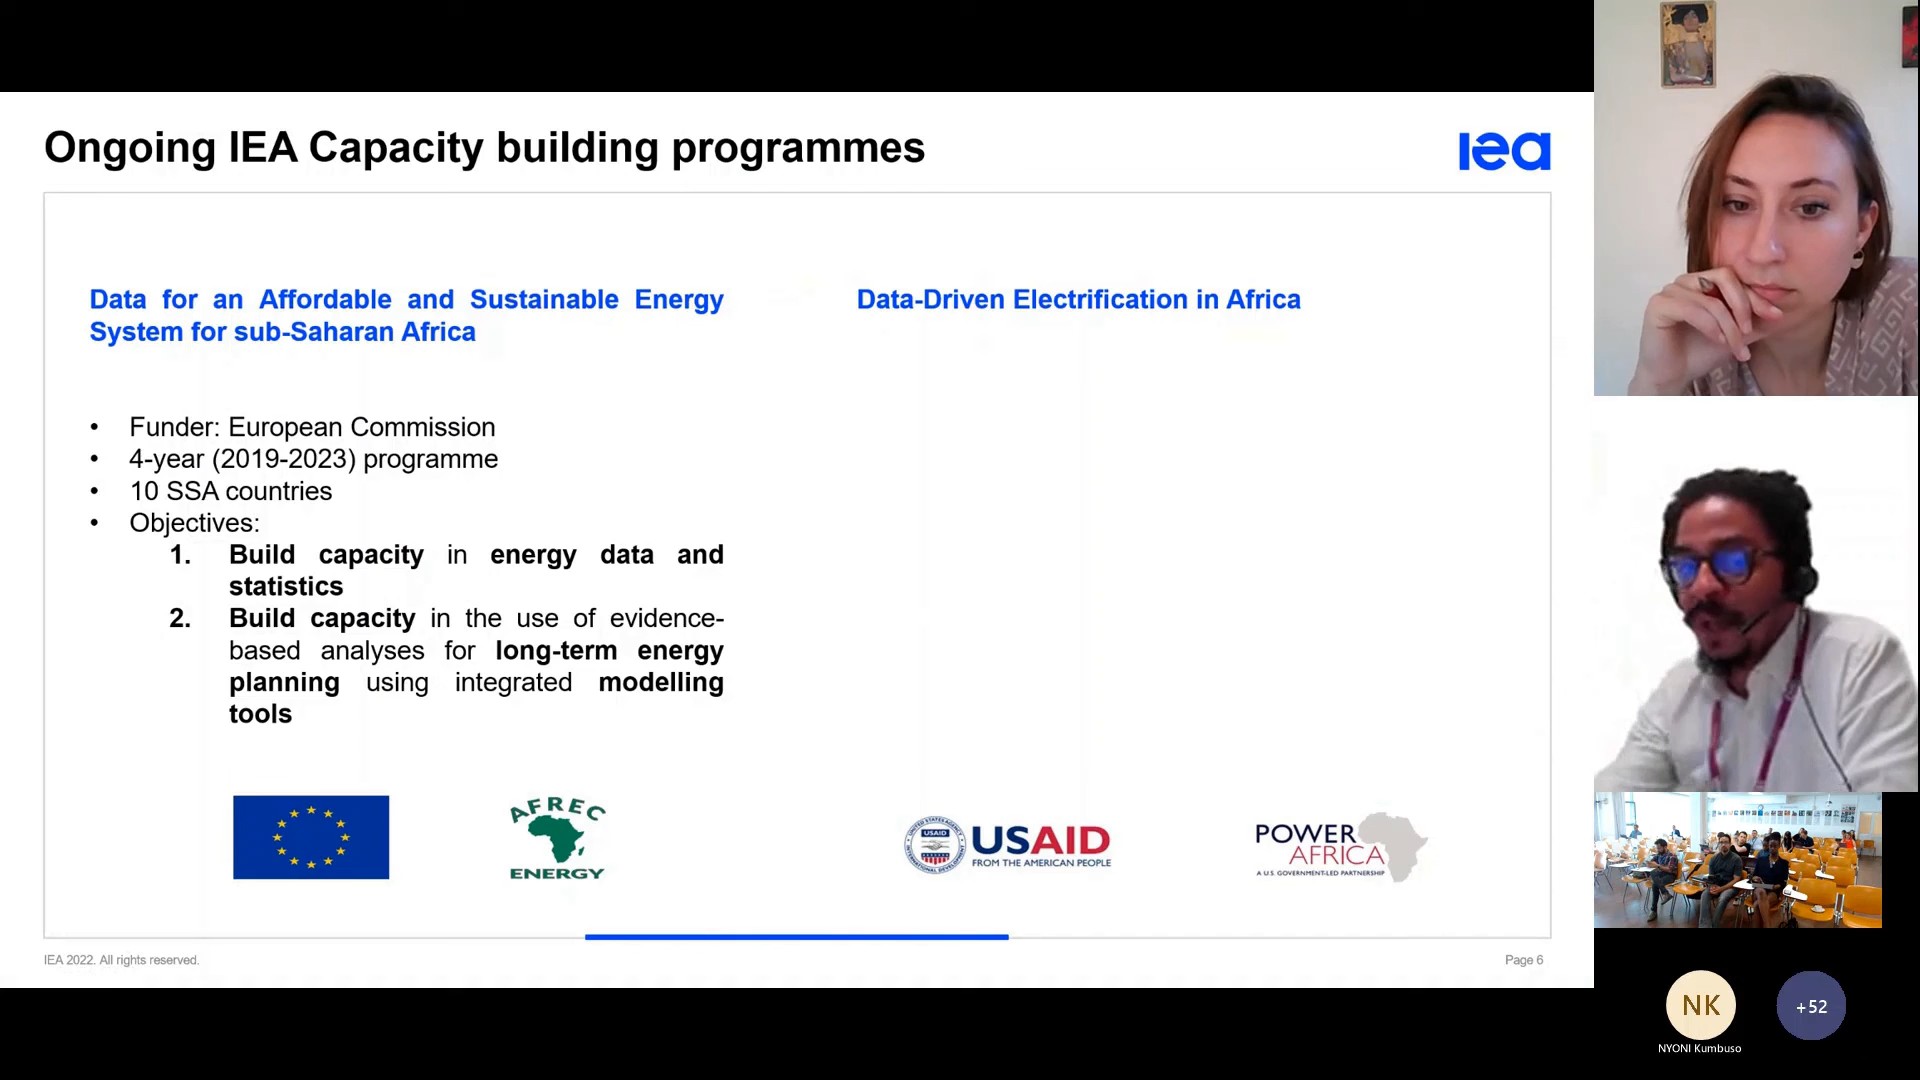 Ongoing IEA Capacity building programmes
iea
Data for an Affordable and Sustainable Energy
System for sub-Saharan Africa
• Funder: European Commission
• 4-year (2019-2023) programme
• 10 SSA countries
• Objectives:
1. Build capacity in energy data and
statistics
2. Build capacity in the use of evidence-
based analyses for long-term energy
planning using integrated modelling
tools
AFREC
ENERGY
Data-Driven Electrification in Africa
USAID
USAID
FROM THE AMERICAN PEOPLE
POWER
AFRICA
A U.S. GOVERNMENT-LED PARTNERSHIP
IEA 2022. All rights reserved.
Page 6
NK
+52
NYONI Kumbuso